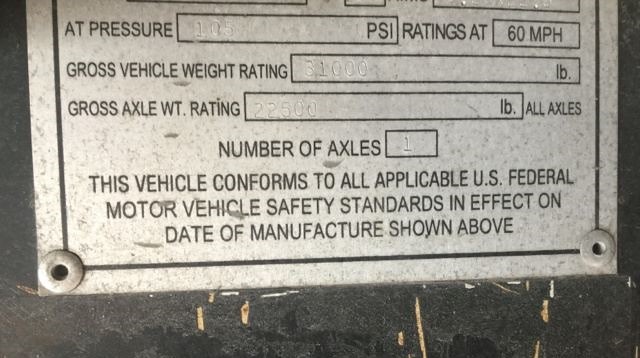 AT PRESSURE 105 PSI RATINGS AT 60 MPH
GROSS VEHICLE WEIGHT RATING 31000 lb.
GROSS AXLE WT. RATING 22500 lb. ALL AXLES
NUMBER OF AXLES 1
THIS VEHICLE CONFORMS TO ALL APPLICABLE U.S. FEDERAL
MOTOR VEHICLE SAFETY STANDARDS IN EFFECT ON
DATE OF MANUFACTURE SHOWN ABOVE